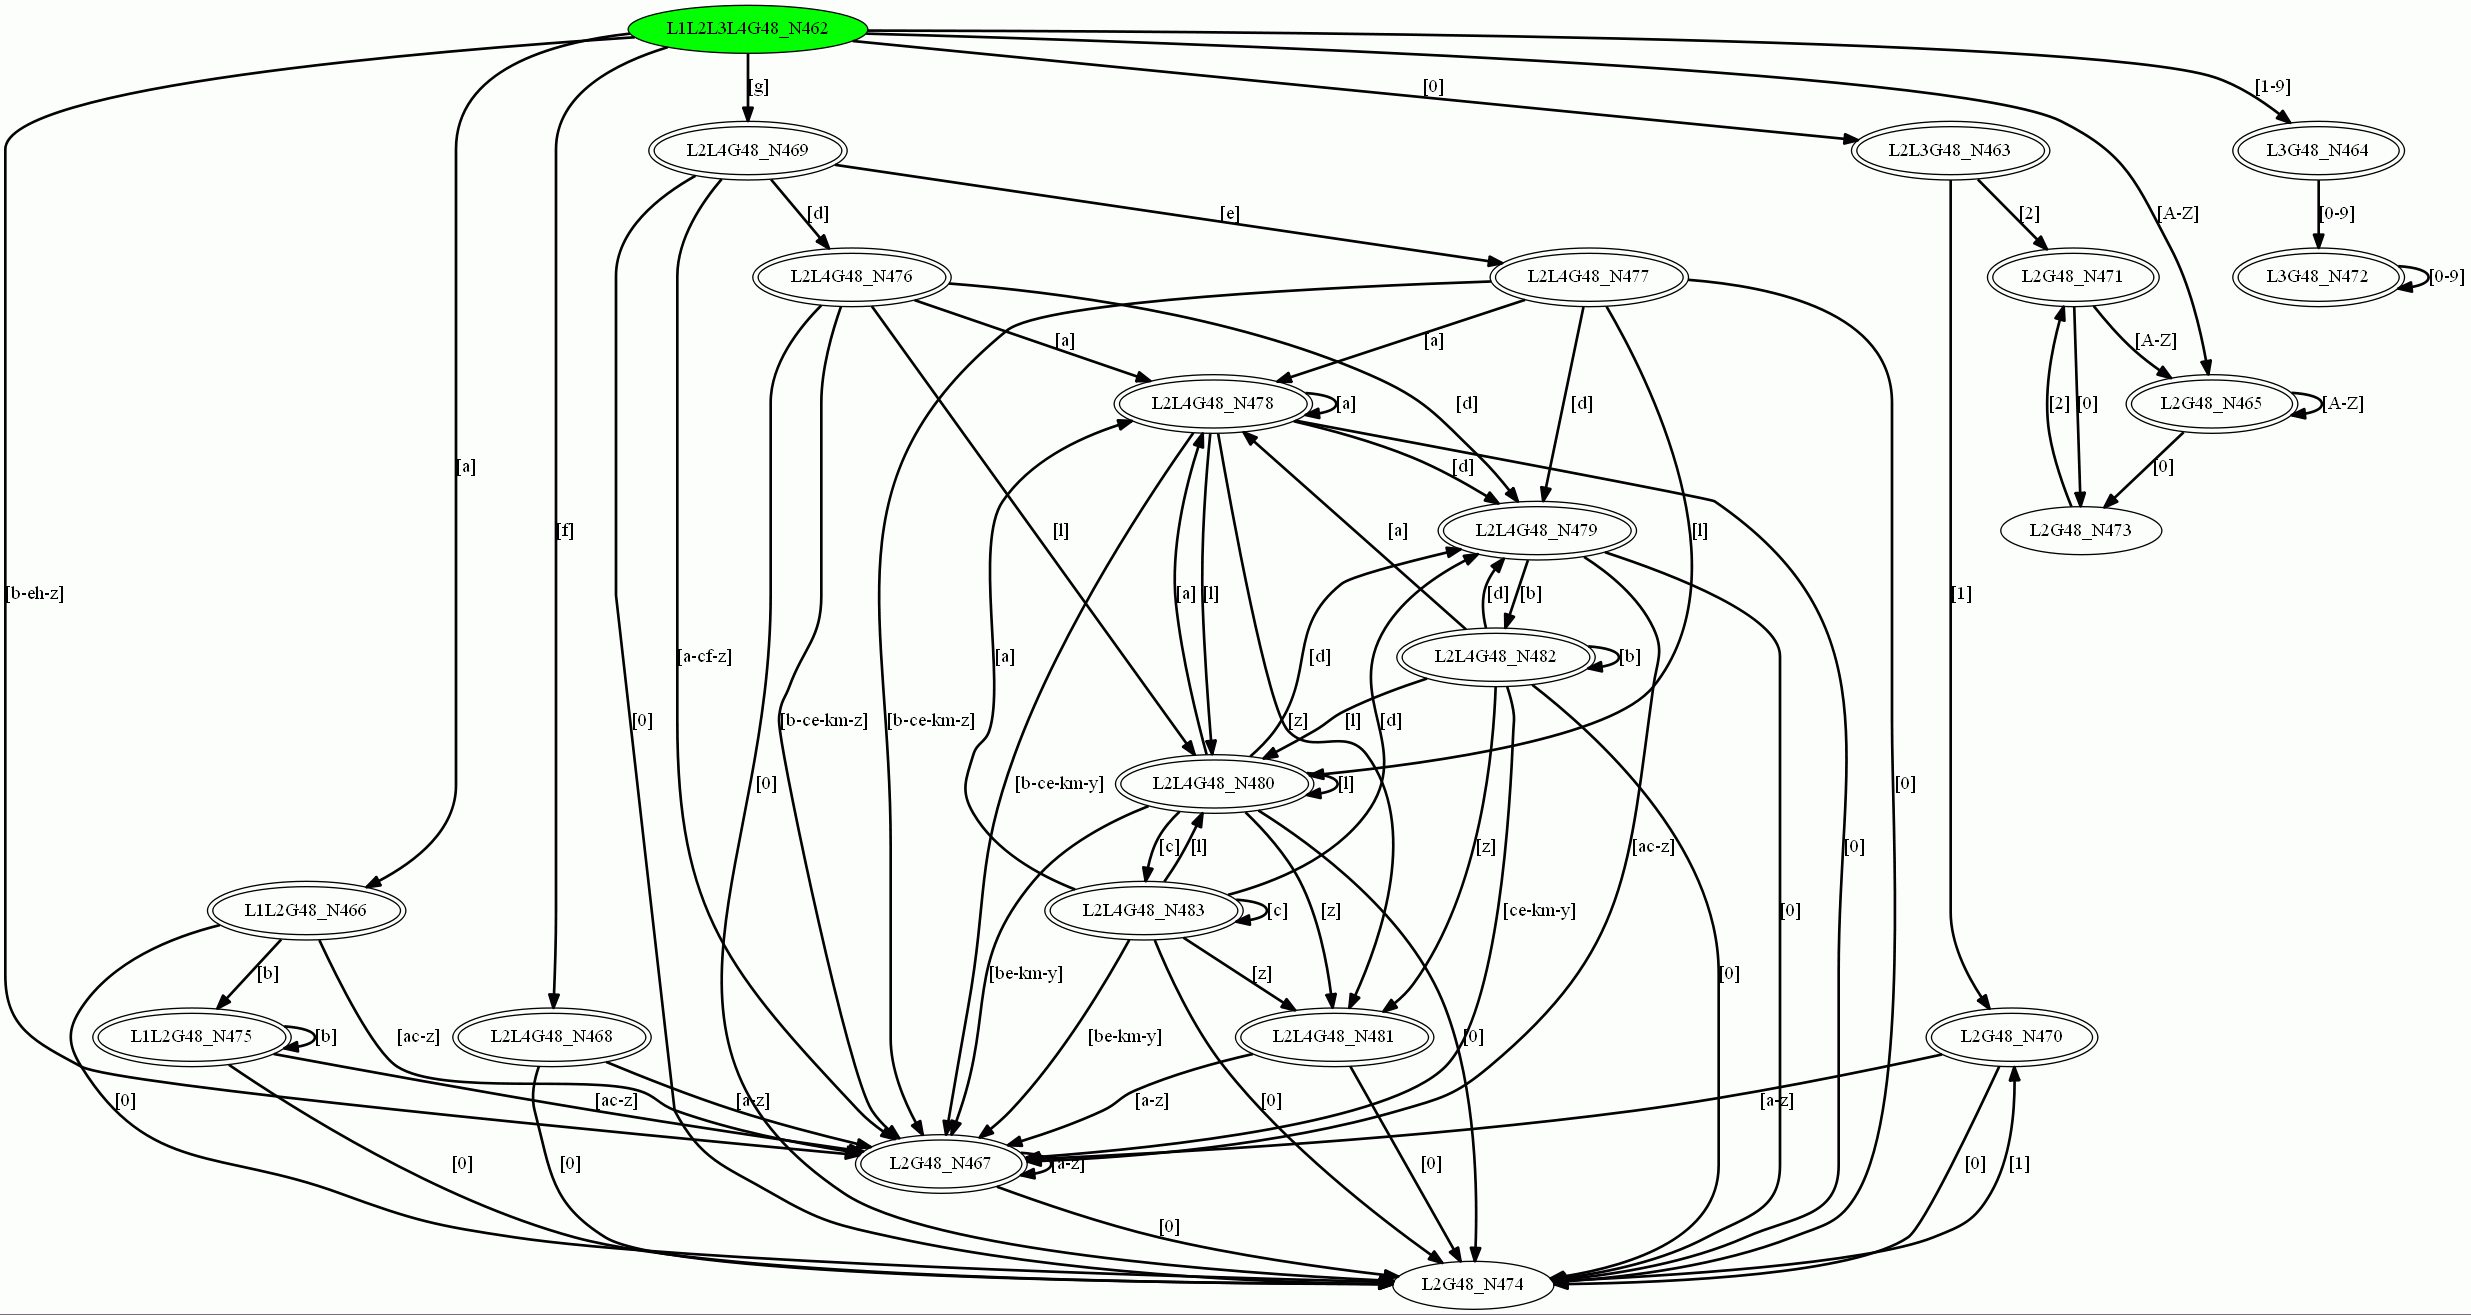 L1L2L3L4G48_N462
[g]
[0]
[1-9]
L2L4G48_N469
L2L3G48_N463
L3G48_N464
[d]
[e]
[2]
[A-Z]
[0-9]
L2L4G48_N476
L2L4G48_N477
L2G48_N471
L3G48_N472
[0-9]
[a]
[a]
[A-Z]
L2L4G48_N478
[a]
[d]
[d]
[2]
[0]
L2G48_N465
[A-Z]
[a]
[d]
[0]
[f]
[l]
[a]
L2L4G48_N479
[l]
L2G48_N473
[b-eh-z]
[a]
[l]
[d]
[b]
[1]
[a-cf-z]
[a]
[d]
L2L4G48_N482
[b]
[0]
[b-ce-km-z]
[b-ce-km-z]
[z]
[l]
[d]
[0]
[0]
[b-ce-km-y]
L2L4G48_N480
[l]
[0]
[c]
[l]
[z]
[ac-z]
[0]
L1L2G48_N466
L2L4G48_N483
[c]
[z]
[ce-km-y]
[0]
[b]
[ac-z]
[be-km-y]
[z]
[0]
L1L2G48_N475
[b]
L2L4G48_N468
[be-km-y]
L2L4G48_N481
[0]
L2G48_N470
[0]
[ac-z]
[a-z]
[a-z]
[0]
[a-z]
[0]
[0]
L2G48_N467
[a-z]
[0]
[0]
[1]
[0]
L2G48_N474